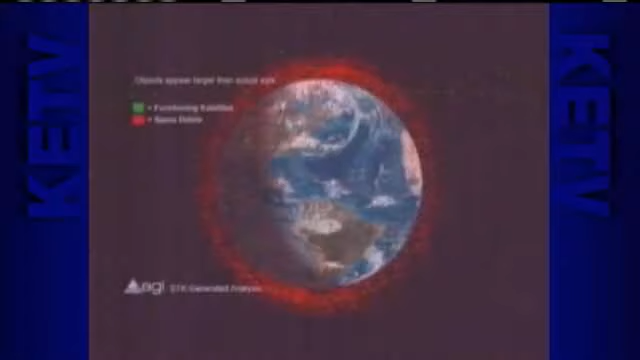 Objects appear larger than actual size
= Functioning Satellites
= Space Debris
KETV
KETV
agi STK Generated Analysis